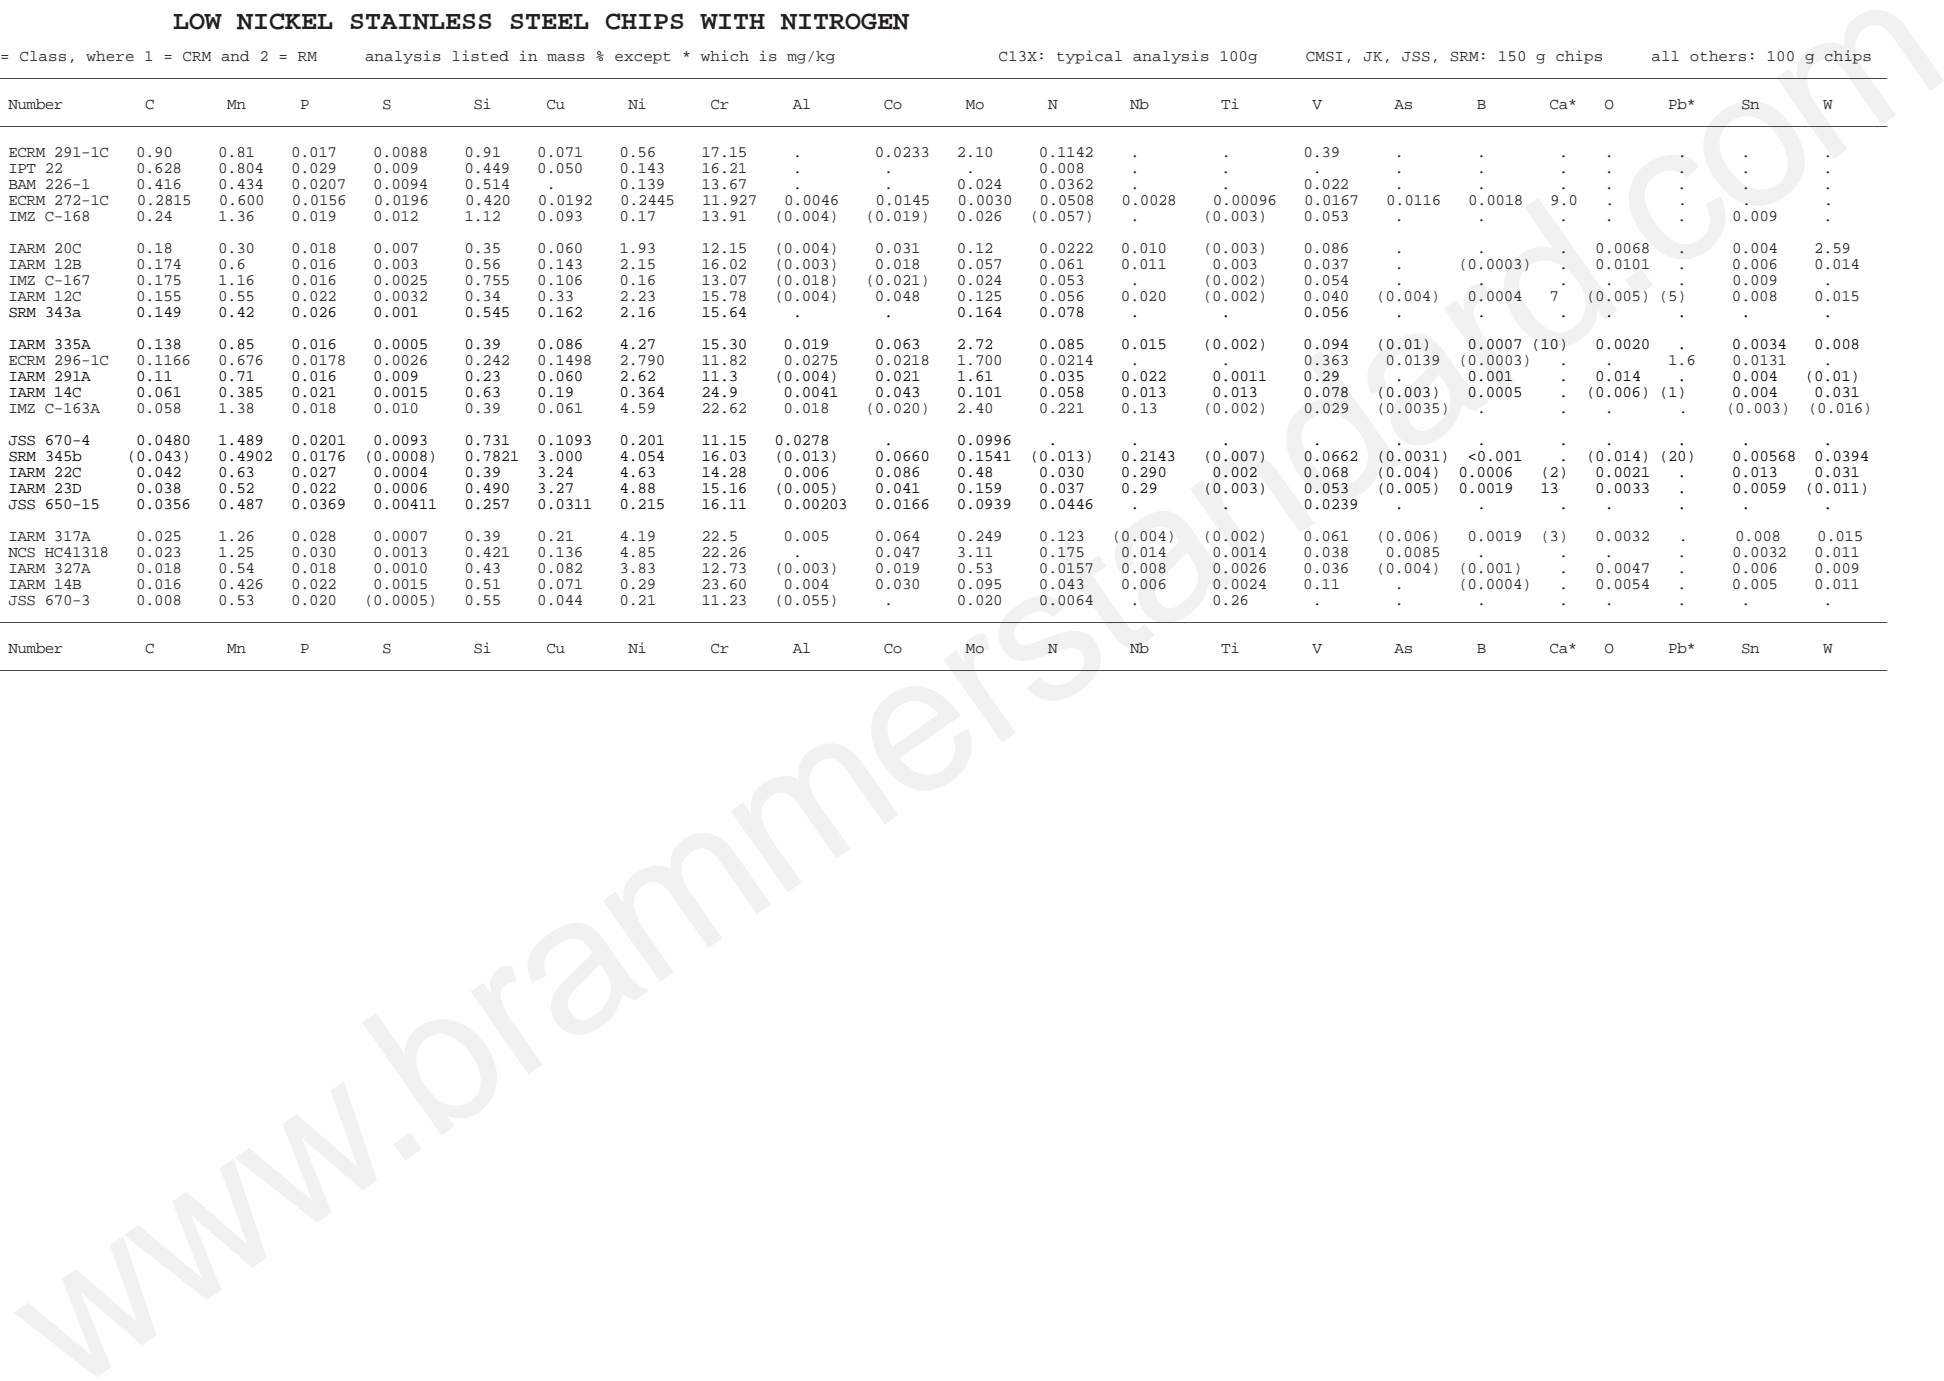 LOW NICKEL STAINLESS STEEL CHIPS WITH NITROGEN
= Class, where 1 = CRM and 2 = RM analysis listed in mass % except * which is mg/kg C13X: typical analysis 100g CMSI, JK, JSS, SRM: 150 g chips all others: 100 g chips
Number C Mn P S Si Cu Ni Cr Al Co Mo N Nb Ti V As B Ca* O Pb* Sn W
ECRM 291-1C 0.90 0.81 0.017 0.0088 0.91 0.071 0.56 17.15 . 0.0233 2.10 0.1142 . . 0.39 . . . . . . .
IPT 22 0.628 0.804 0.029 0.009 0.449 0.050 0.143 16.21 . . . 0.008 . . . . . . . . . .
BAM 226-1 0.416 0.434 0.0207 0.0094 0.514 . 0.139 13.67 . . 0.024 0.0362 . . 0.022 . . . . . . .
ECRM 272-1C 0.2815 0.600 0.0156 0.0196 0.420 0.0192 0.2445 11.927 0.0046 0.0145 0.0030 0.0508 0.0028 0.00096 0.0167 0.0116 0.0018 9.0 . . . .
IMZ C-168 0.24 1.36 0.019 0.012 1.12 0.093 0.17 13.91 (0.004) (0.019) 0.026 (0.057) . (0.003) 0.053 . . . . . 0.009 .
IARM 20C 0.18 0.30 0.018 0.007 0.35 0.060 1.93 12.15 (0.004) 0.031 0.12 0.0222 0.010 (0.003) 0.086 . . . 0.0068 . 0.004 2.59
IARM 12B 0.174 0.6 0.016 0.003 0.56 0.143 2.15 16.02 (0.003) 0.018 0.057 0.061 0.011 0.003 0.037 . (0.0003) . 0.0101 . 0.006 0.014
IMZ C-167 0.175 1.16 0.016 0.0025 0.755 0.106 0.16 13.07 (0.018) (0.021) 0.024 0.053 . (0.002) 0.054 . . . . . 0.009 .
IARM 12C 0.155 0.55 0.022 0.0032 0.34 0.33 2.23 15.78 (0.004) 0.048 0.125 0.056 0.020 (0.002) 0.040 (0.004) 0.0004 7 (0.005) (5) 0.008 0.015
SRM 343a 0.149 0.42 0.026 0.001 0.545 0.162 2.16 15.64 . . 0.164 0.078 . . 0.056 . . . . . . .
IARM 335A 0.138 0.85 0.016 0.0005 0.39 0.086 4.27 15.30 0.019 0.063 2.72 0.085 0.015 (0.002) 0.094 (0.01) 0.0007 (10) 0.0020 . 0.0034 0.008
ECRM 296-1C 0.1166 0.676 0.0178 0.0026 0.242 0.1498 2.790 11.82 0.0275 0.0218 1.700 0.0214 . . 0.363 0.0139 (0.0003) . . 1.6 0.0131 .
IARM 291A 0.11 0.71 0.016 0.009 0.23 0.060 2.62 11.3 (0.004) 0.021 1.61 0.035 0.022 0.0011 0.29 . 0.001 . 0.014 . 0.004 (0.01)
IARM 14C 0.061 0.385 0.021 0.0015 0.63 0.19 0.364 24.9 0.0041 0.043 0.101 0.058 0.013 0.013 0.078 (0.003) 0.0005 . (0.006) (1) 0.004 0.031
IMZ C-163A 0.058 1.38 0.018 0.010 0.39 0.061 4.59 22.62 0.018 (0.020) 2.40 0.221 0.13 (0.002) 0.029 (0.0035) . . . . (0.003) (0.016)
JSS 670-4 0.0480 1.489 0.0201 0.0093 0.731 0.1093 0.201 11.15 0.0278 . 0.0996 . . . . . . . . . . .
SRM 345b (0.043) 0.4902 0.0176 (0.0008) 0.7821 3.000 4.054 16.03 (0.013) 0.0660 0.1541 (0.013) 0.2143 (0.007) 0.0662 (0.0031) <0.001 . (0.014) (20) 0.00568 0.0394
IARM 22C 0.042 0.63 0.027 0.0004 0.39 3.24 4.63 14.28 0.006 0.086 0.48 0.030 0.290 0.002 0.068 (0.004) 0.0006 (2) 0.0021 . 0.013 0.031
IARM 23D 0.038 0.52 0.022 0.0006 0.490 3.27 4.88 15.16 (0.005) 0.041 0.159 0.037 0.29 (0.003) 0.053 (0.005) 0.0019 13 0.0033 . 0.0059 (0.011)
JSS 650-15 0.0356 0.487 0.0369 0.00411 0.257 0.0311 0.215 16.11 0.00203 0.0166 0.0939 0.0446 . . 0.0239 . . . . . . .
IARM 317A 0.025 1.26 0.028 0.0007 0.39 0.21 4.19 22.5 0.005 0.064 0.249 0.123 (0.004) (0.002) 0.061 (0.006) 0.0019 (3) 0.0032 . 0.008 0.015
NCS HC41318 0.023 1.25 0.030 0.0013 0.421 0.136 4.85 22.26 . 0.047 3.11 0.175 0.014 0.0014 0.038 0.0085 . . . . 0.0032 0.011
IARM 327A 0.018 0.54 0.018 0.0010 0.43 0.082 3.83 12.73 (0.003) 0.019 0.53 0.0157 0.008 0.0026 0.036 (0.004) (0.001) . 0.0047 . 0.006 0.009
IARM 14B 0.016 0.426 0.022 0.0015 0.51 0.071 0.29 23.60 0.004 0.030 0.095 0.043 0.006 0.0024 0.11 . (0.0004) . 0.0054 . 0.005 0.011
JSS 670-3 0.008 0.53 0.020 (0.0005) 0.55 0.044 0.21 11.23 (0.055) . 0.020 0.0064 . 0.26 . . . . . . . .
Number C Mn P S Si Cu Ni Cr Al Co Mo N Nb Ti V As B Ca* O Pb* Sn W
www.brammerstandard.com